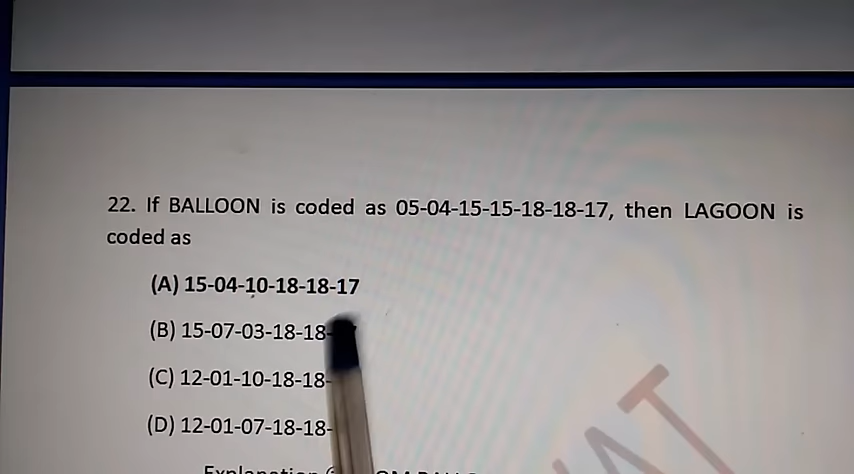 22. If BALLOON is coded as 05-04-15-15-18-18-17, then LAGOON is
coded as
(A) 15-04-10-18-18-17
(B) 15-07-03-18-18-
(C) 12-01-10-18-18-
(D) 12-01-07-18-18-